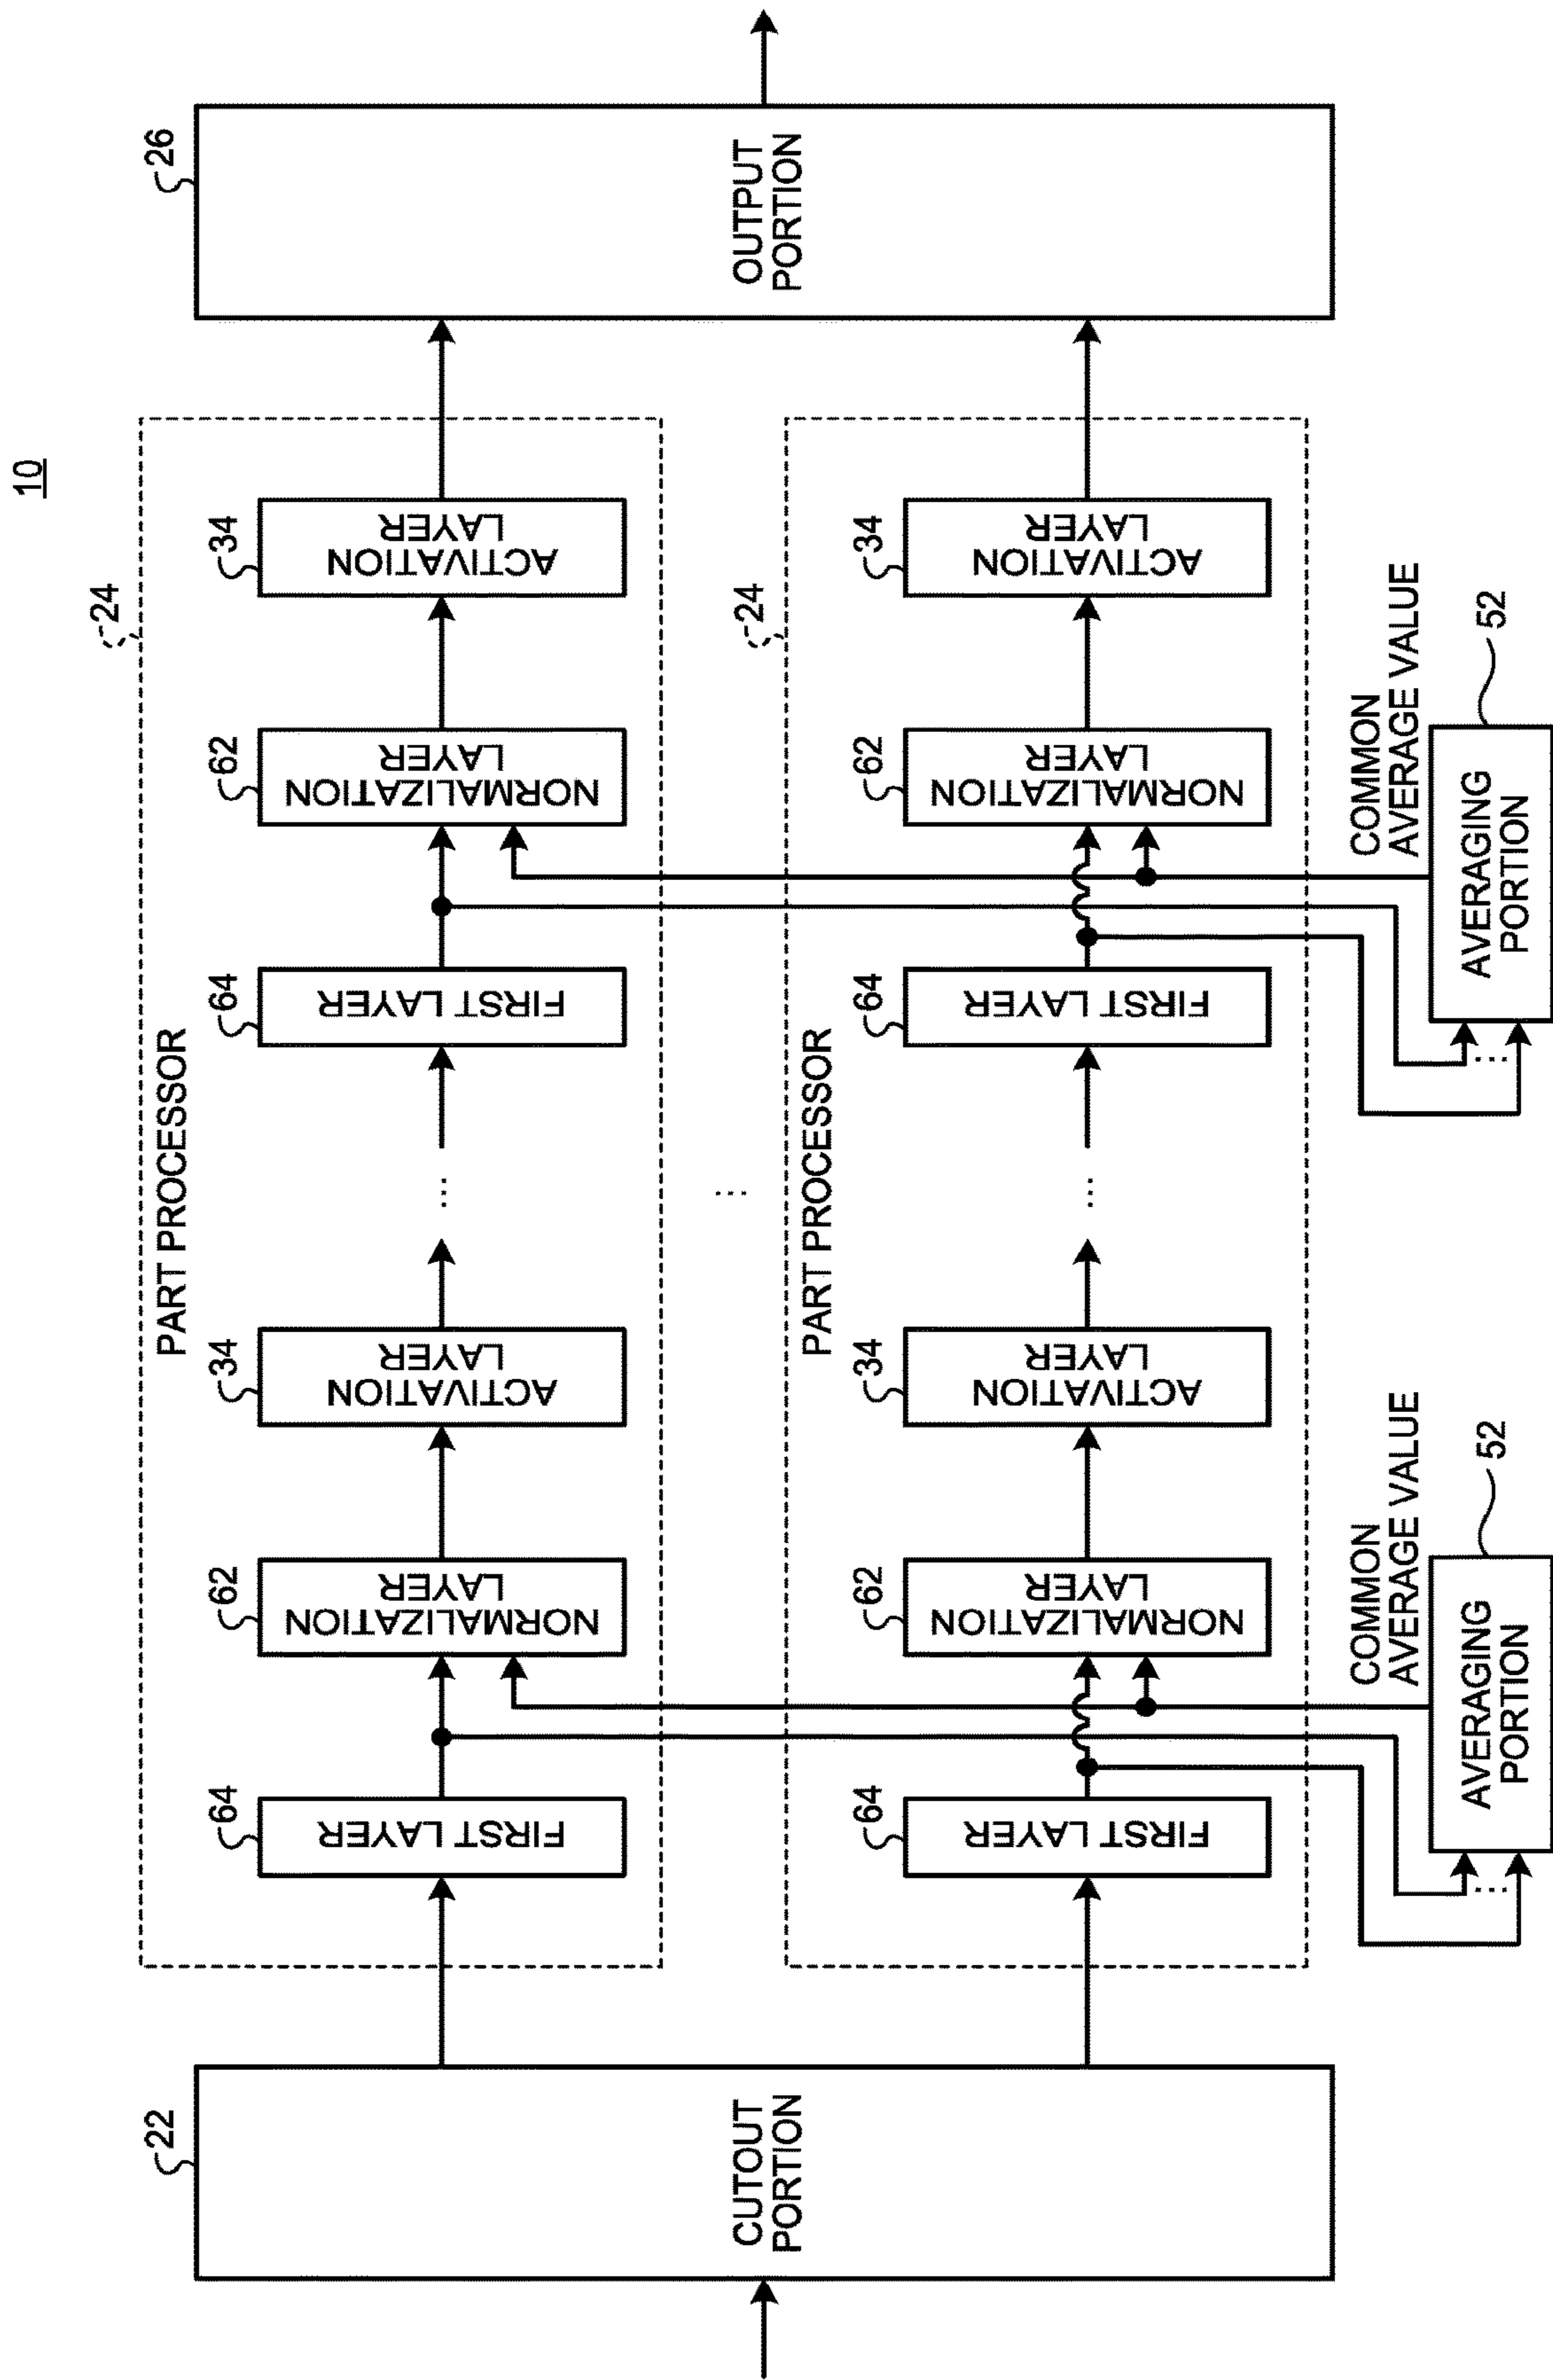 10
22
CUTOUT
PORTION
24
PART PROCESSOR
64
FIRST LAYER
62
NORMALIZATION
LAYER
34
ACTIVATION
LAYER
...
64
FIRST LAYER
62
NORMALIZATION
LAYER
34
ACTIVATION
LAYER
...
24
PART PROCESSOR
64
FIRST LAYER
62
NORMALIZATION
LAYER
34
ACTIVATION
LAYER
...
64
FIRST LAYER
62
NORMALIZATION
LAYER
34
ACTIVATION
LAYER
26
OUTPUT
PORTION
COMMON
AVERAGE VALUE
...
AVERAGING
PORTION
52
COMMON
AVERAGE VALUE
...
AVERAGING
PORTION
52